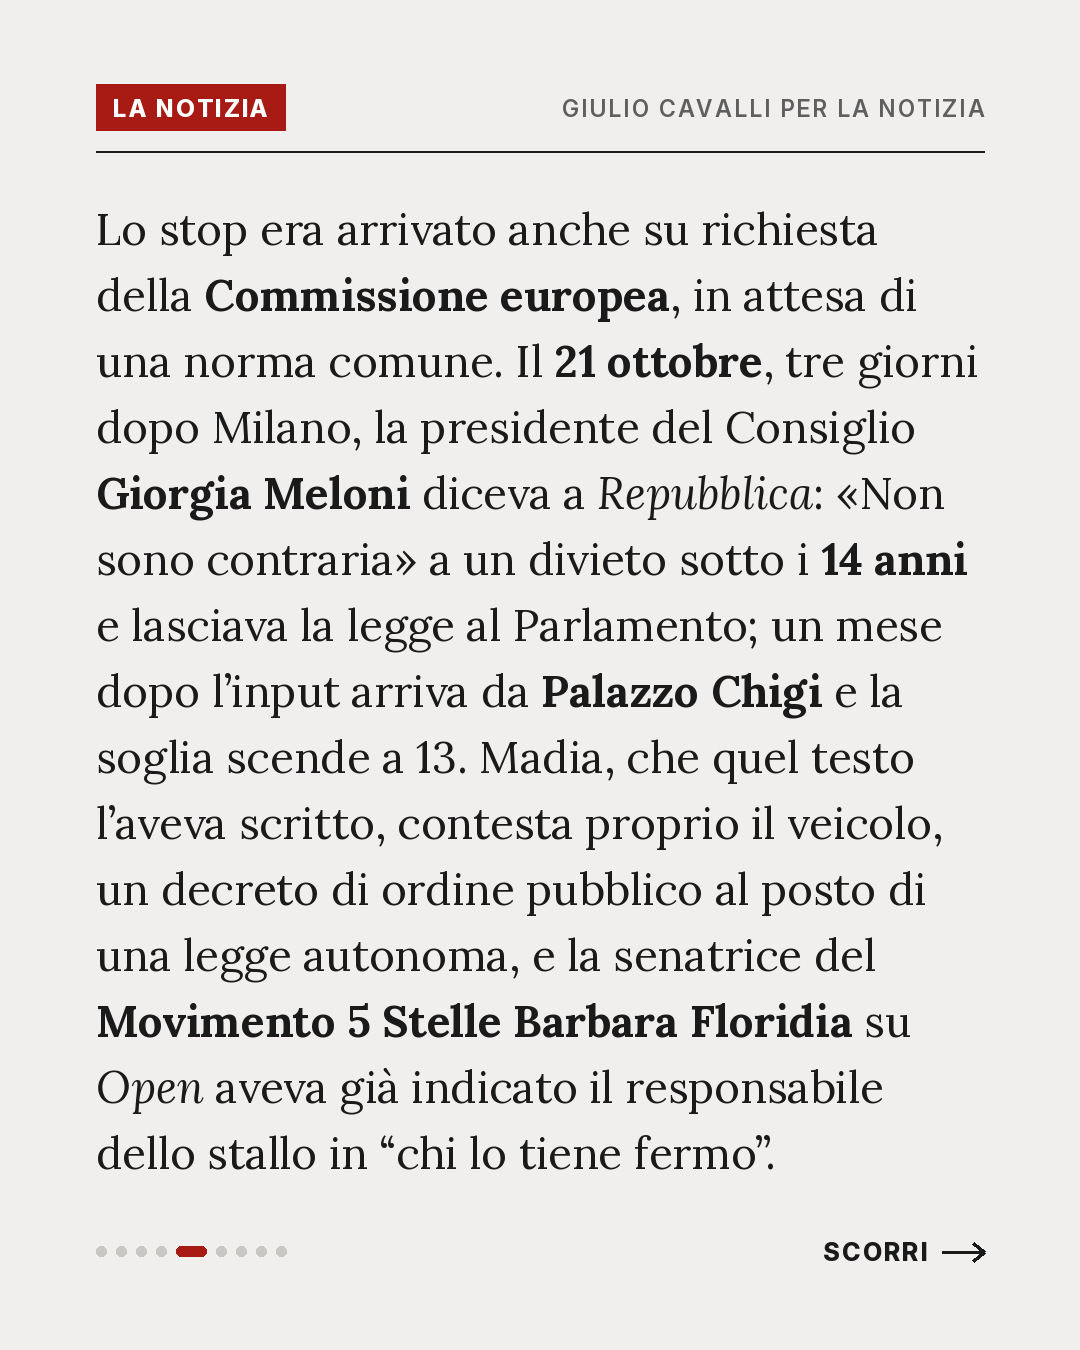 LA NOTIZIA
GIULIO CAVALLI PER LA NOTIZIA
Lo stop era arrivato anche su richiesta
della Commissione europea, in attesa di
una norma comune. Il 21 ottobre, tre giorni
dopo Milano, la presidente del Consiglio
Giorgia Meloni diceva a Repubblica: «Non
sono contraria» a un divieto sotto i 14 anni
e lasciava la legge al Parlamento; un mese
dopo l’input arriva da Palazzo Chigi e la
soglia scende a 13. Madia, che quel testo
l’aveva scritto, contesta proprio il veicolo,
un decreto di ordine pubblico al posto di
una legge autonoma, e la senatrice del
Movimento 5 Stelle Barbara Floridia su
Open aveva già indicato il responsabile
dello stallo in “chi lo tiene fermo”.
SCORRI